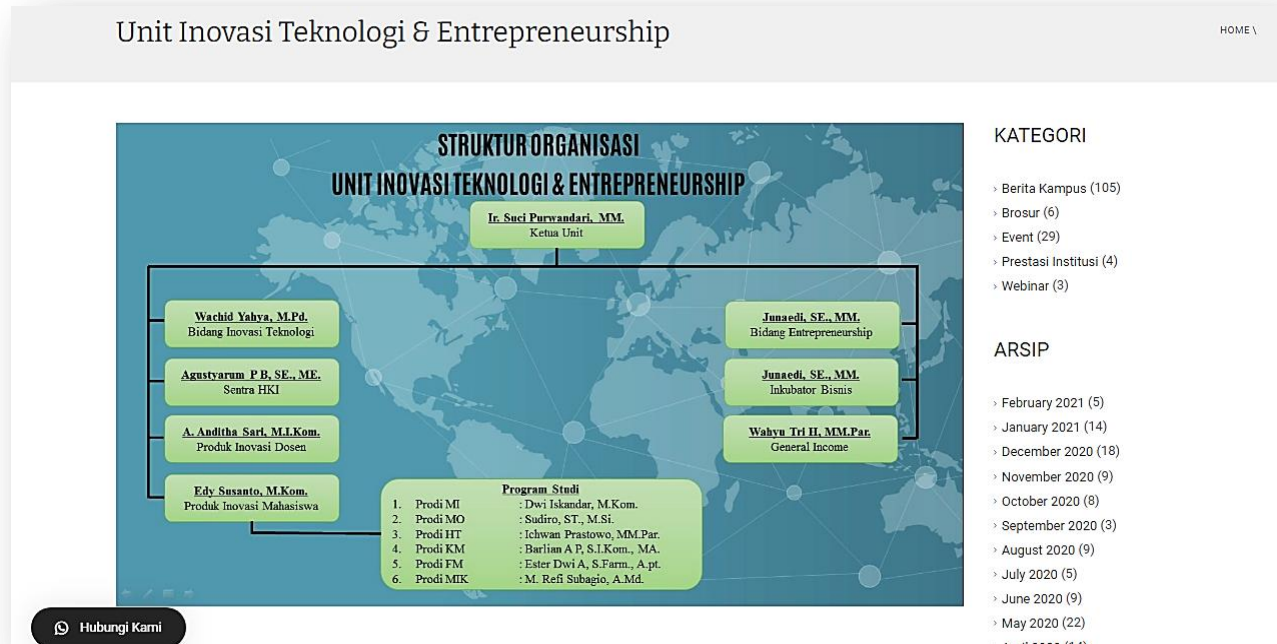 Unit Inovasi Teknologi & Entrepreneurship
HOME \
STRUKTUR ORGANISASI
UNIT INOVASI TEKNOLOGI & ENTREPRENEURSHIP
Ir. Suci Purwandari, MM.
Ketua Unit
Wachid Yahya, M.Pd.
Bidang Inovasi Teknologi
Agustyarum P B, SE., ME.
Sentra HKI
A. Anditha Sari, M.I.Kom.
Produk Inovasi Dosen
Edy Susanto, M.Kom.
Produk Inovasi Mahasiswa
Junaedi, SE., MM.
Bidang Entrepreneurship
Junaedi, SE., MM.
Inkubator Bisnis
Wahyu Tri H, MM.Par.
General Income
Program Studi
1. Prodi MI : Dwi Iskandar, M.Kom.
2. Prodi MO : Sudiro, ST., M.Si.
3. Prodi HT : Ichwan Prastowo, MM.Par.
4. Prodi KM : Barlian A P, S.I.Kom., MA.
5. Prodi FM : Ester Dwi A, S.Farm., A.pt.
6. Prodi MIK : M. Refi Subagio, A.Md.
KATEGORI
› Berita Kampus (105)
› Brosur (6)
› Event (29)
› Prestasi Institusi (4)
› Webinar (3)
ARSIP
› February 2021 (5)
› January 2021 (14)
› December 2020 (18)
› November 2020 (9)
› October 2020 (8)
› September 2020 (3)
› August 2020 (9)
› July 2020 (5)
› June 2020 (9)
› May 2020 (22)
Hubungi Kami